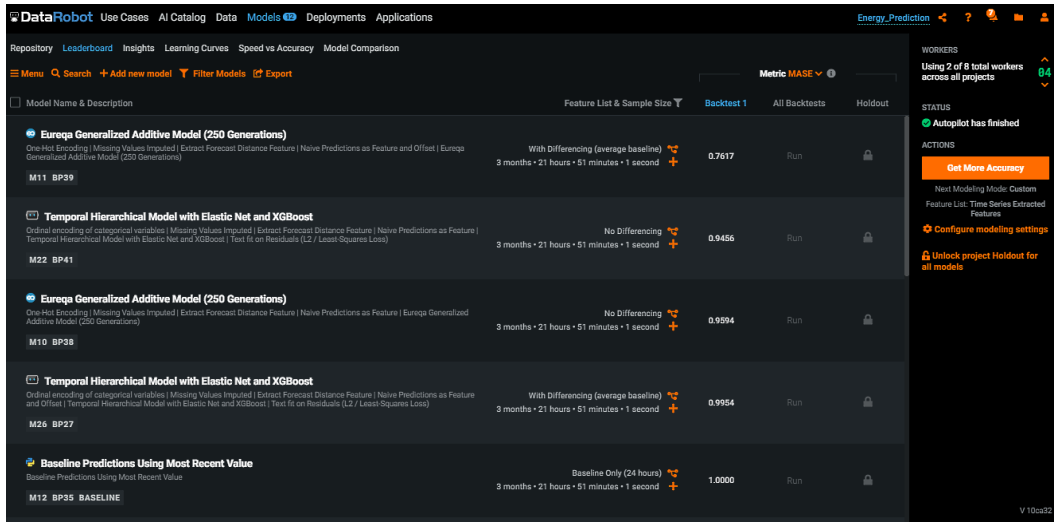 DataRobot Use Cases AI Catalog Data Models 12 Deployments Applications Energy_Prediction ? 7
Repository Leaderboard Insights Learning Curves Speed vs Accuracy Model Comparison
Menu Search + Add new model Filter Models Export Metric MASE
Model Name & Description Feature List & Sample Size Backtest 1 All Backtests Holdout
Eureqa Generalized Additive Model (250 Generations)
One-Hot Encoding | Missing Values Imputed | Extract Forecast Distance Feature | Naive Predictions as Feature and Offset | Eureqa
Generalized Additive Model (250 Generations)
With Differencing (average baseline)
3 months • 21 hours • 51 minutes • 1 second
0.7617 Run
M11 BP39
Temporal Hierarchical Model with Elastic Net and XGBoost
Ordinal encoding of categorical variables | Missing Values Imputed | Extract Forecast Distance Feature | Naive Predictions as Feature |
Temporal Hierarchical Model with Elastic Net and XGBoost | Text fit on Residuals (L2 / Least-Squares Loss)
No Differencing
3 months • 21 hours • 51 minutes • 1 second
0.9456 Run
M22 BP41
Eureqa Generalized Additive Model (250 Generations)
One-Hot Encoding | Missing Values Imputed | Extract Forecast Distance Feature | Naive Predictions as Feature | Eureqa Generalized
Additive Model (250 Generations)
No Differencing
3 months • 21 hours • 51 minutes • 1 second
0.9594 Run
M10 BP38
Temporal Hierarchical Model with Elastic Net and XGBoost
Ordinal encoding of categorical variables | Missing Values Imputed | Extract Forecast Distance Feature | Naive Predictions as Feature
and Offset | Temporal Hierarchical Model with Elastic Net and XGBoost | Text fit on Residuals (L2 / Least-Squares Loss)
With Differencing (average baseline)
3 months • 21 hours • 51 minutes • 1 second
0.9954 Run
M26 BP27
Baseline Predictions Using Most Recent Value
Baseline Predictions Using Most Recent Value
Baseline Only (24 hours)
3 months • 21 hours • 51 minutes • 1 second
1.0000 Run
M12 BP35 BASELINE
WORKERS
Using 2 of 8 total workers
across all projects
04
STATUS
Autopilot has finished
ACTIONS
Get More Accuracy
Next Modeling Mode: Custom
Feature List: Time Series Extracted
Features
Configure modeling settings
Unlock project Holdout for
all models
V 10ca32